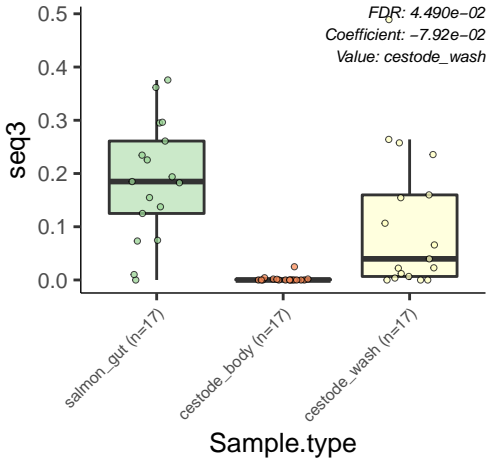 FDR: 4.490e−02
Coefficient: −7.92e−02
Value: cestode_wash
seq3
0.5
0.4
0.3
0.2
0.1
0.0
salmon_gut (n=17)
cestode_body (n=17)
cestode_wash (n=17)
Sample.type